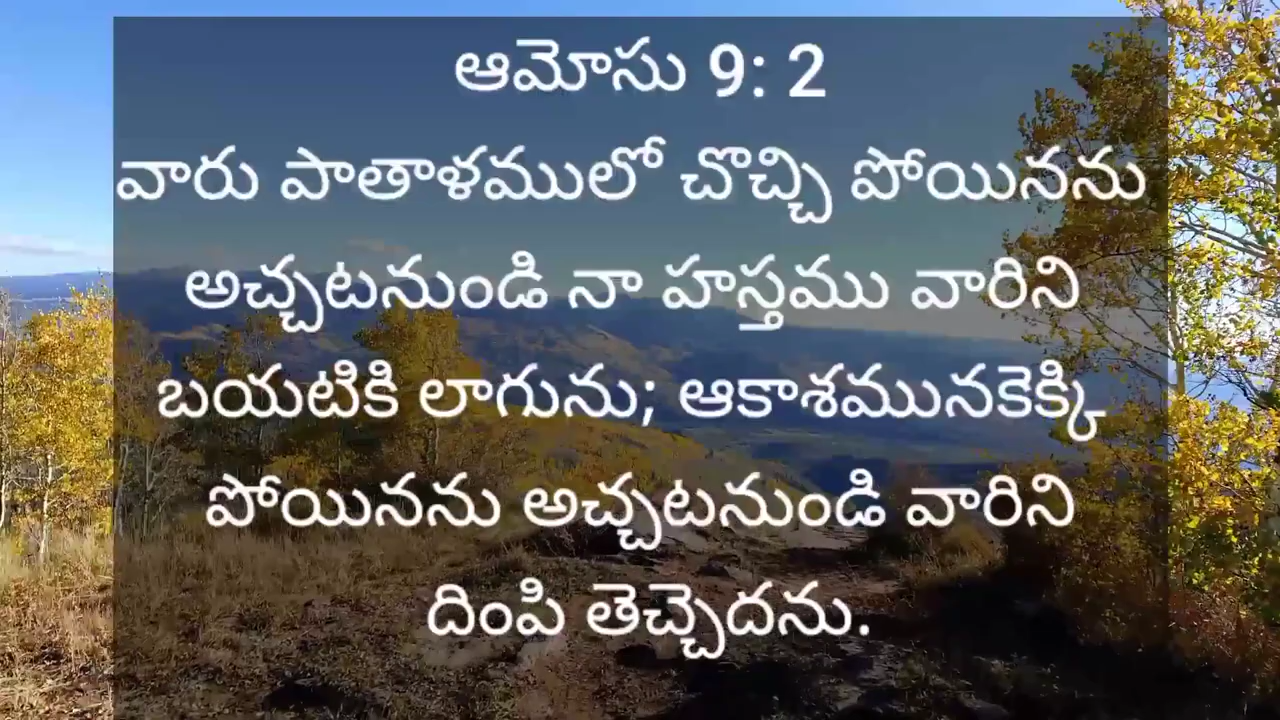 ఆమోసు 9: 2
వారు పాతాళములో చొచ్చి పోయినను
అచ్చటనుండి నా హస్తము వారిని
బయటికి లాగును; ఆకాశమునకెక్కి
పోయినను అచ్చటనుండి వారిని
దింపి తెచ్చెదను.